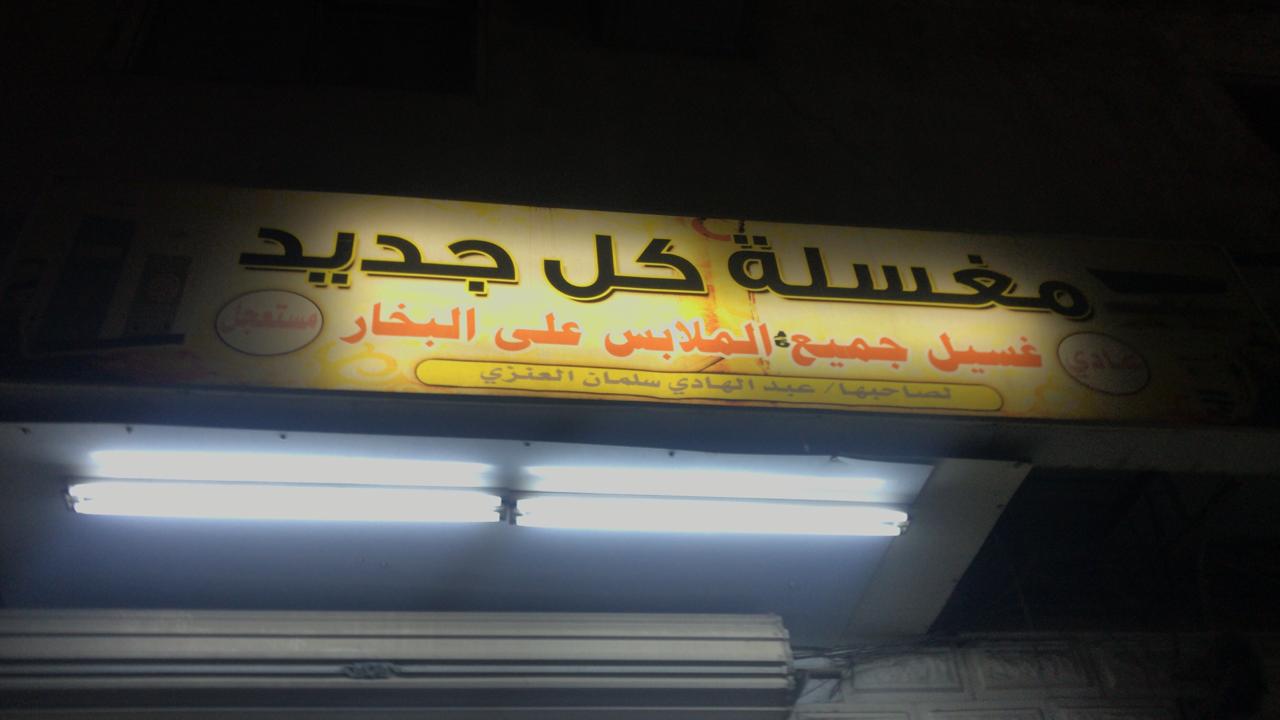 مغسلة كل جديد
عادي غسيل جميع الملابس على البخار مستعجل
لصاحبها/ عبد الهادي سلمان العنزي